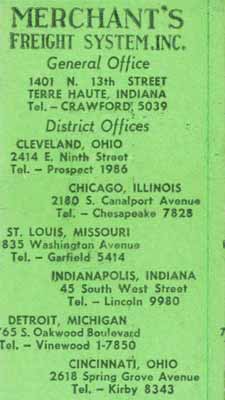 MERCHANT'S
FREIGHT SYSTEM, INC.
General Office
1401 N. 13th STREET
TERRE HAUTE, INDIANA
Tel. – CRAWFORD 5039
District Offices
CLEVELAND, OHIO
2414 E. Ninth Street
Tel. – Prospect 1986
CHICAGO, ILLINOIS
2180 S. Canalport Avenue
Tel. – Chesapeake 7828
ST. LOUIS, MISSOURI
835 Washington Avenue
Tel. – Garfield 5414
INDIANAPOLIS, INDIANA
45 South West Street
Tel. – Lincoln 9980
DETROIT, MICHIGAN
765 S. Oakwood Boulevard
Tel. – Vinewood 1-7850
CINCINNATI, OHIO
2618 Spring Grove Avenue
Tel. – Kirby 8343